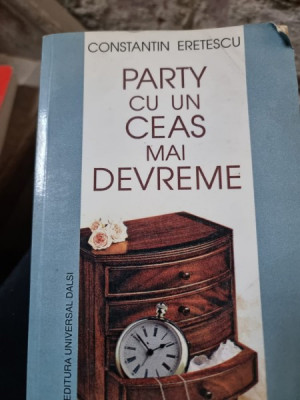 CONSTANTIN ERETESCU
PARTY
CU UN
CEAS
MAI
DEVREME
EDITURA UNIVERSAL DALSI